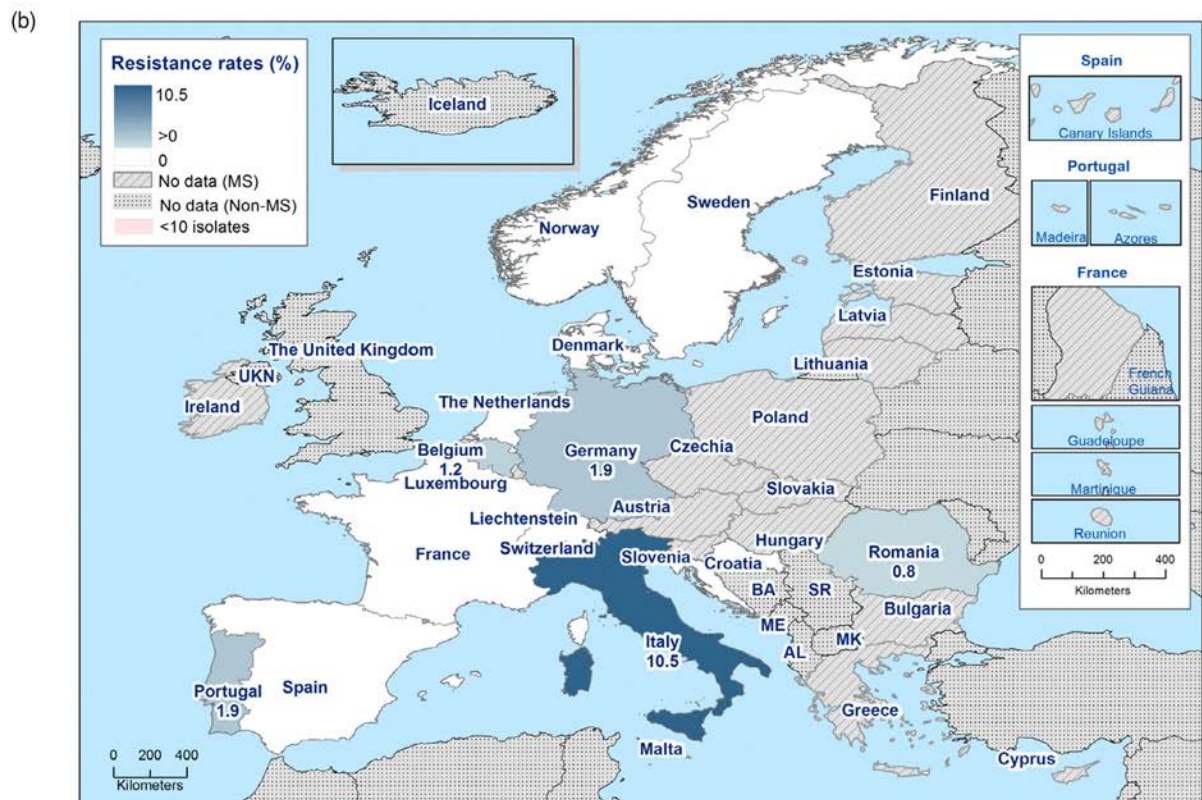 (b)
Resistance rates (%)
10.5
>0
0
No data (MS)
No data (Non-MS)
<10 isolates
Iceland
Spain
Canary Islands
Portugal
Madeira
Azores
France
French
Guiana
Guadeloupe
Martinique
Reunion
0 200 400
Kilometers
Finland
Sweden
Norway
Estonia
Latvia
Denmark
Lithuania
The United Kingdom
UKN
Ireland
The Netherlands
Poland
Belgium
1.2
Germany
1.9
Czechia
Luxembourg
Slovakia
Austria
Liechtenstein
Hungary
Switzerland
France
Slovenia
Croatia
Romania
0.8
BA
SR
Bulgaria
ME
MK
AL
Italy
10.5
Portugal
1.9
Spain
Greece
Malta
Cyprus
0 200 400
Kilometers